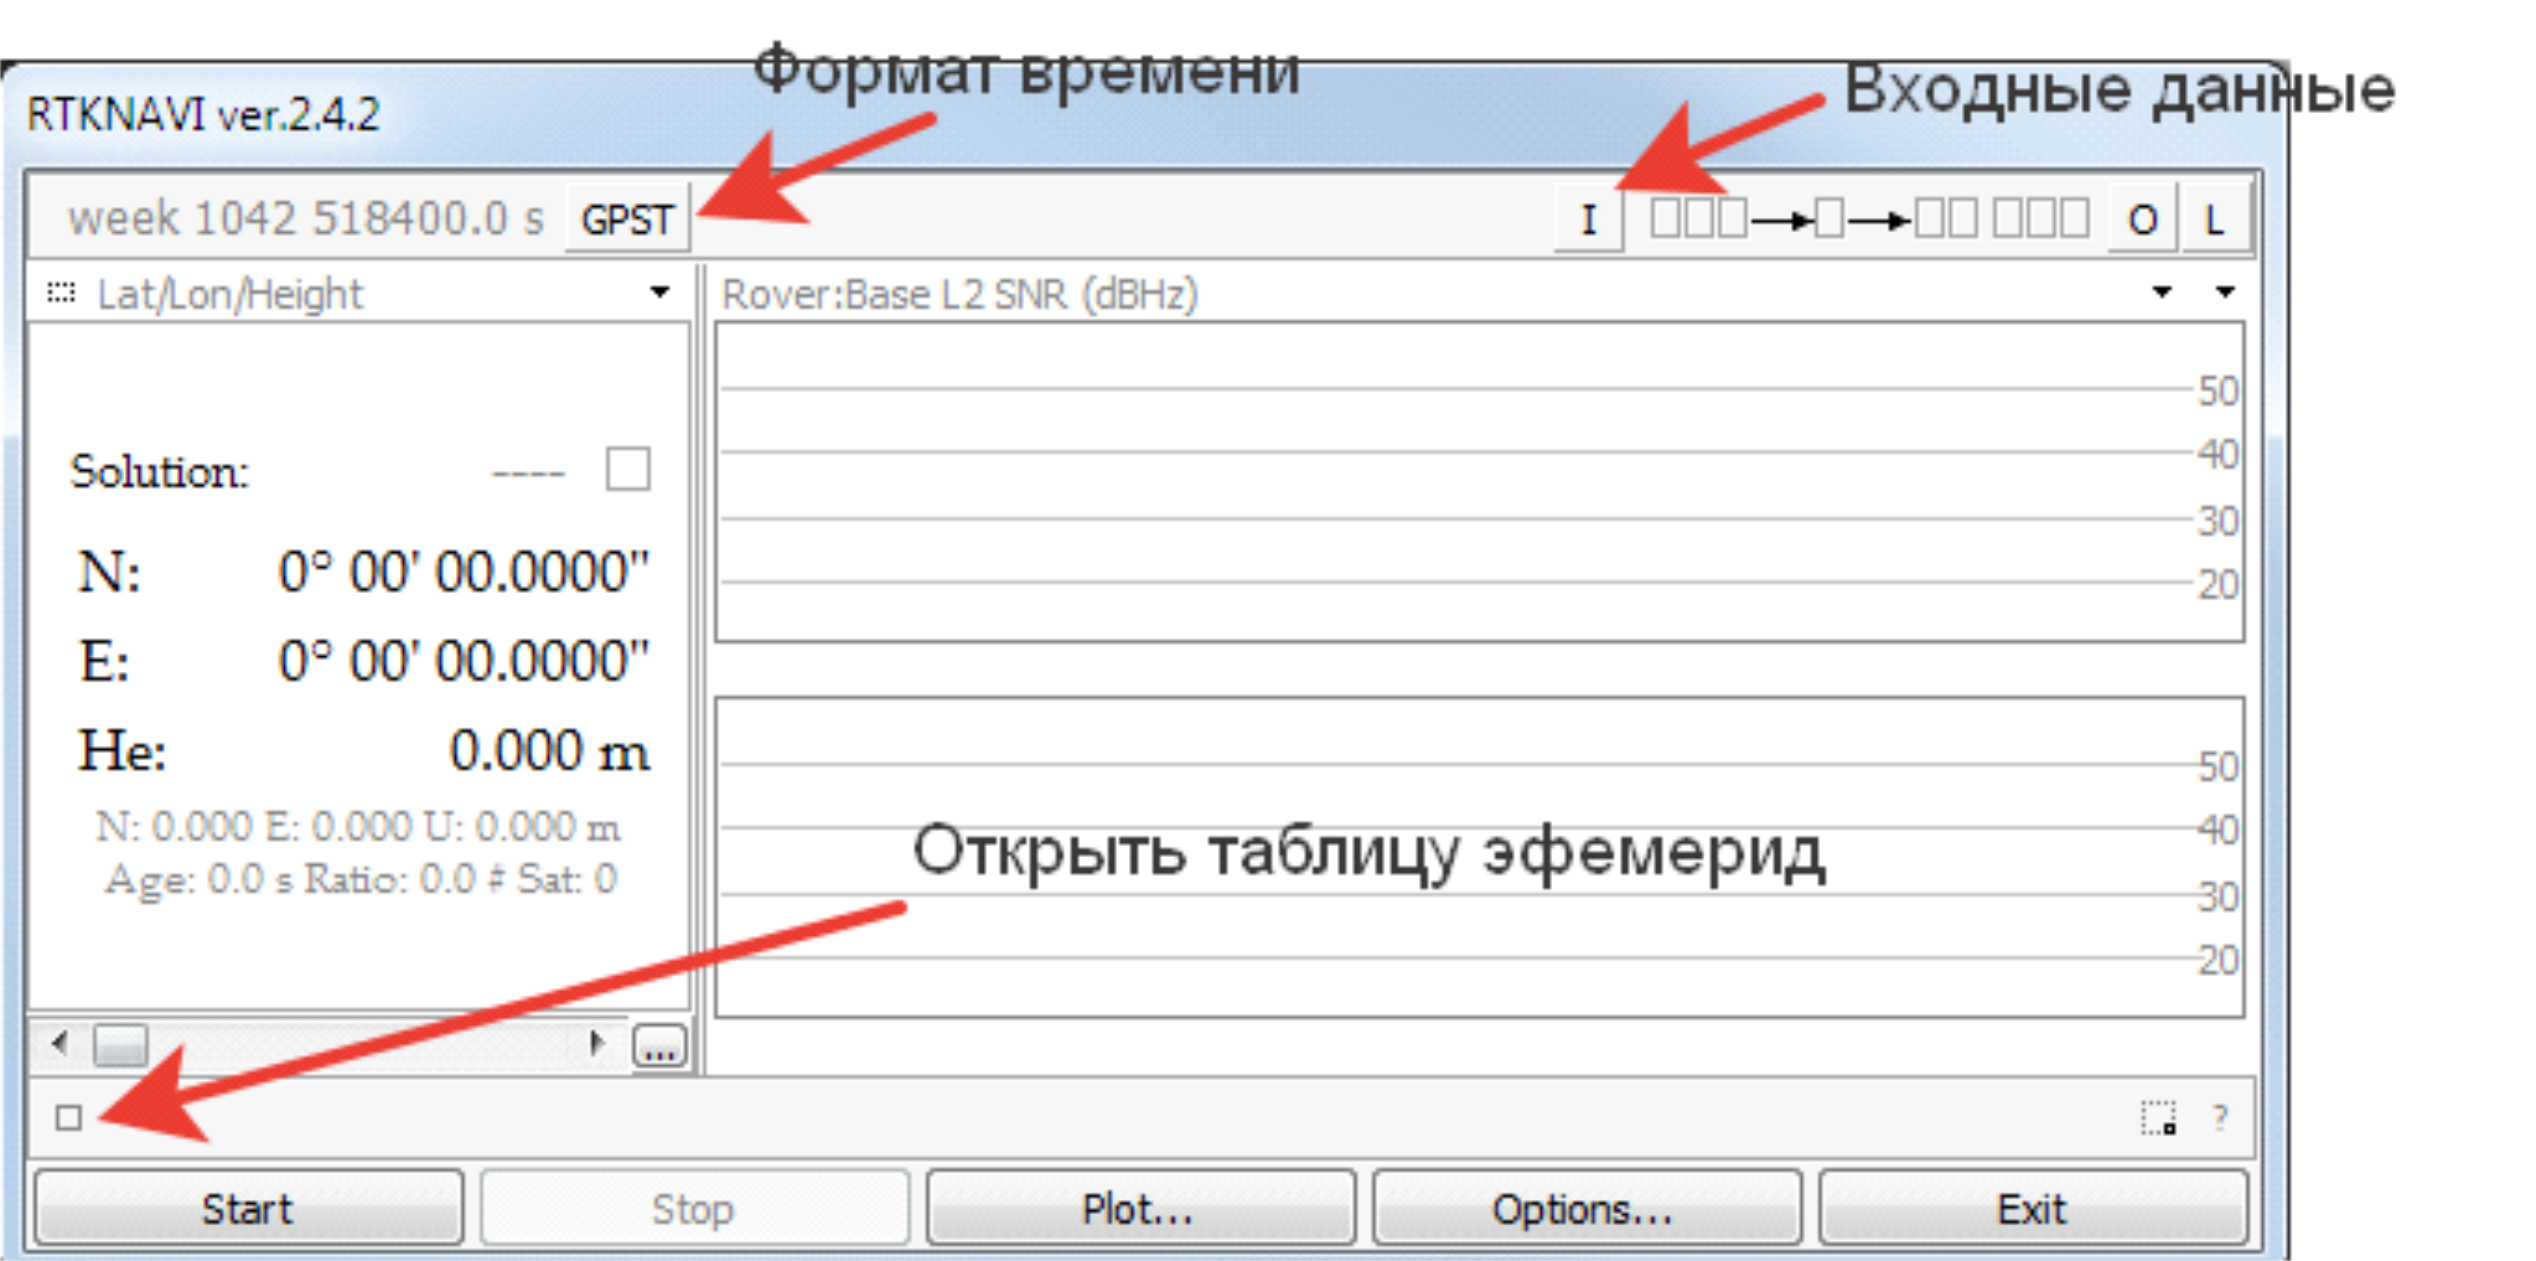 Формат времени
Входные данные
RTKNAVI ver.2.4.2
week 1042 518400.0 s GPST I O L
Lat/Lon/Height Rover:Base L2 SNR (dBHz)
Solution: ----
N: 0° 00' 00.0000"
E: 0° 00' 00.0000"
He: 0.000 m
N: 0.000 E: 0.000 U: 0.000 m
Age: 0.0 s Ratio: 0.0 # Sat: 0
50
40
30
20
50
40
30
20
Открыть таблицу эфемерид
...
?
Start Stop Plot... Options... Exit